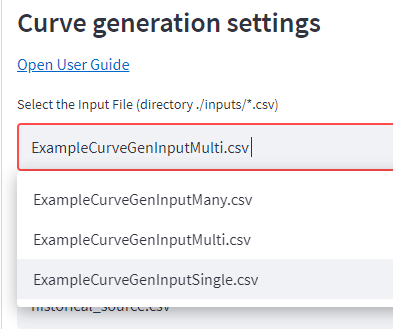 Curve generation settings
Open User Guide
Select the Input File (directory ./inputs/*.csv)
ExampleCurveGenInputMulti.csv
ExampleCurveGenInputMany.csv
ExampleCurveGenInputMulti.csv
ExampleCurveGenInputSingle.csv
historical_source.csv